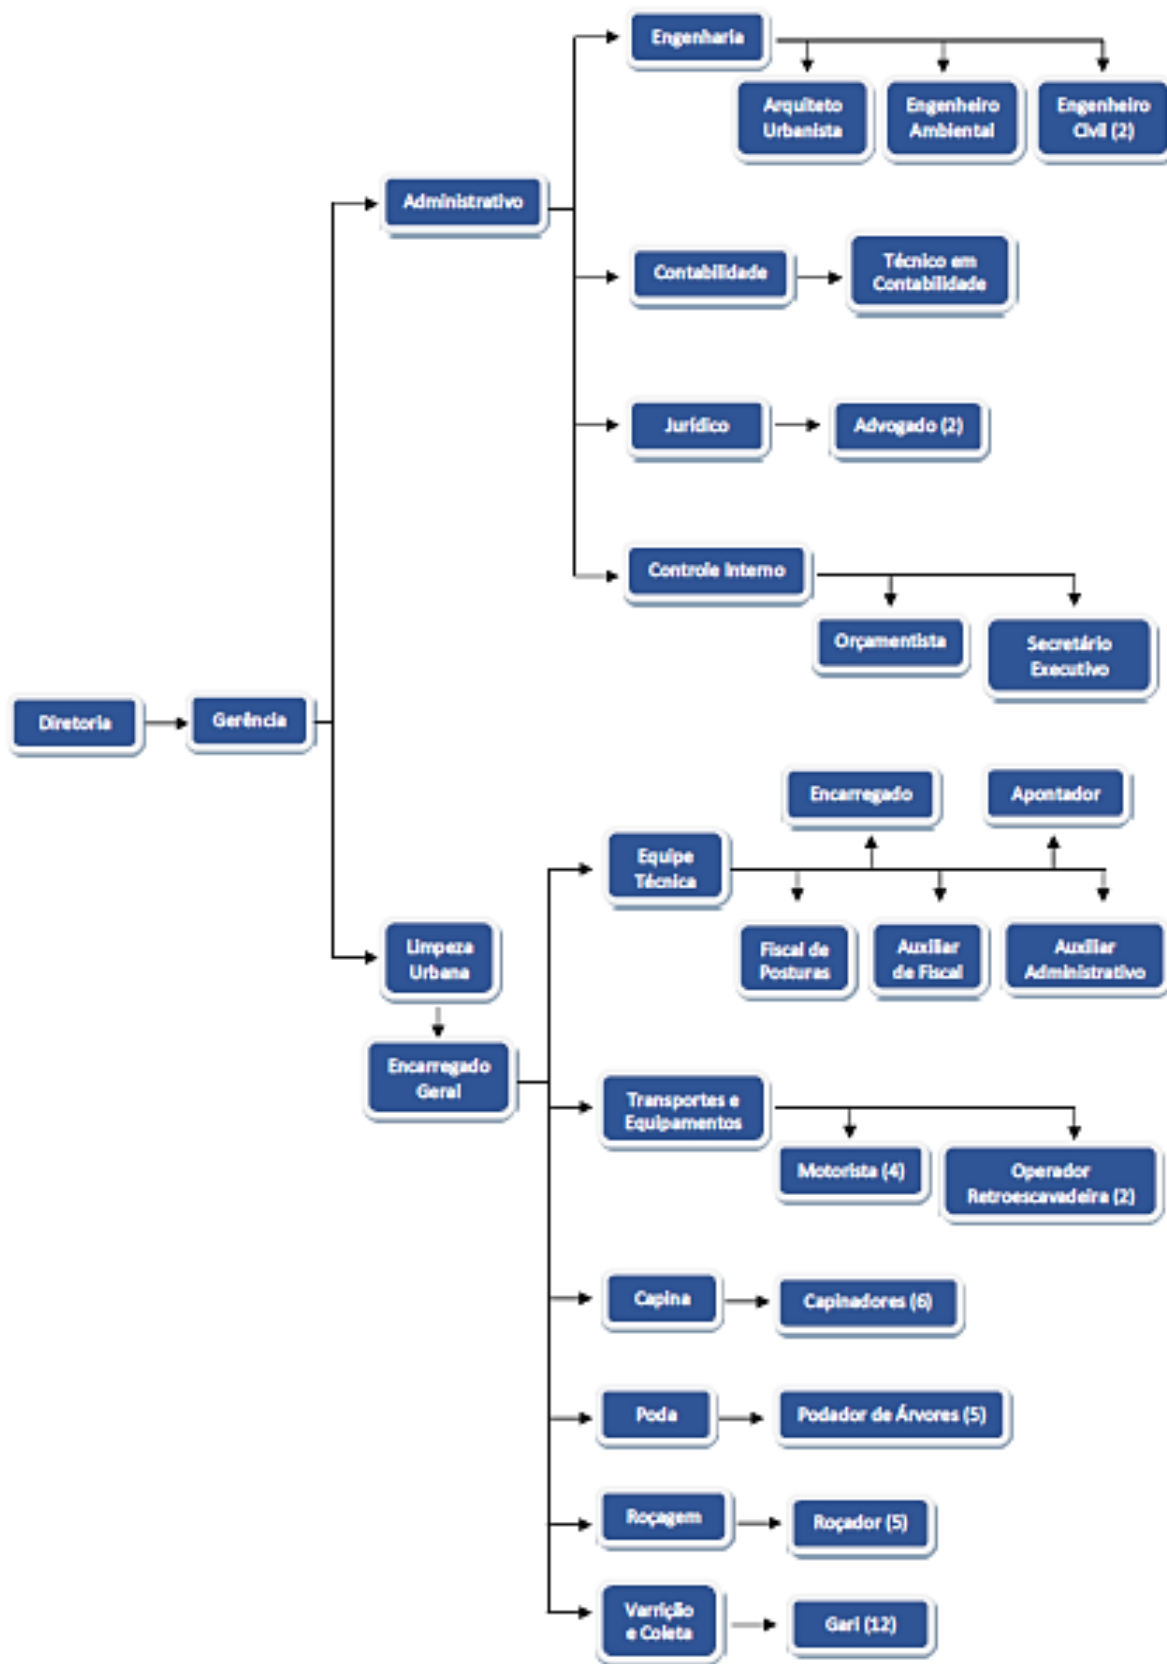 Engenharia
Arquiteto
Urbanista
Engenheiro
Ambiental
Engenheiro
Civil (2)
Administrativo
Contabilidade
Técnico em
Contabilidade
Jurídico
Advogado (2)
Controle Interno
Orçamentista
Secretário
Executivo
Diretoria
Gerência
Encarregado
Apontador
Equipe
Técnica
Fiscal de
Posturas
Auxiliar
de Fiscal
Auxiliar
Administrativo
Limpeza
Urbana
Encarregado
Geral
Transportes e
Equipamentos
Motorista (4)
Operador
Retroescavadeira (2)
Capina
Capinadores (6)
Poda
Podador de Árvores (5)
Roçagem
Roçador (5)
Varrição
e Coleta
Gari (12)